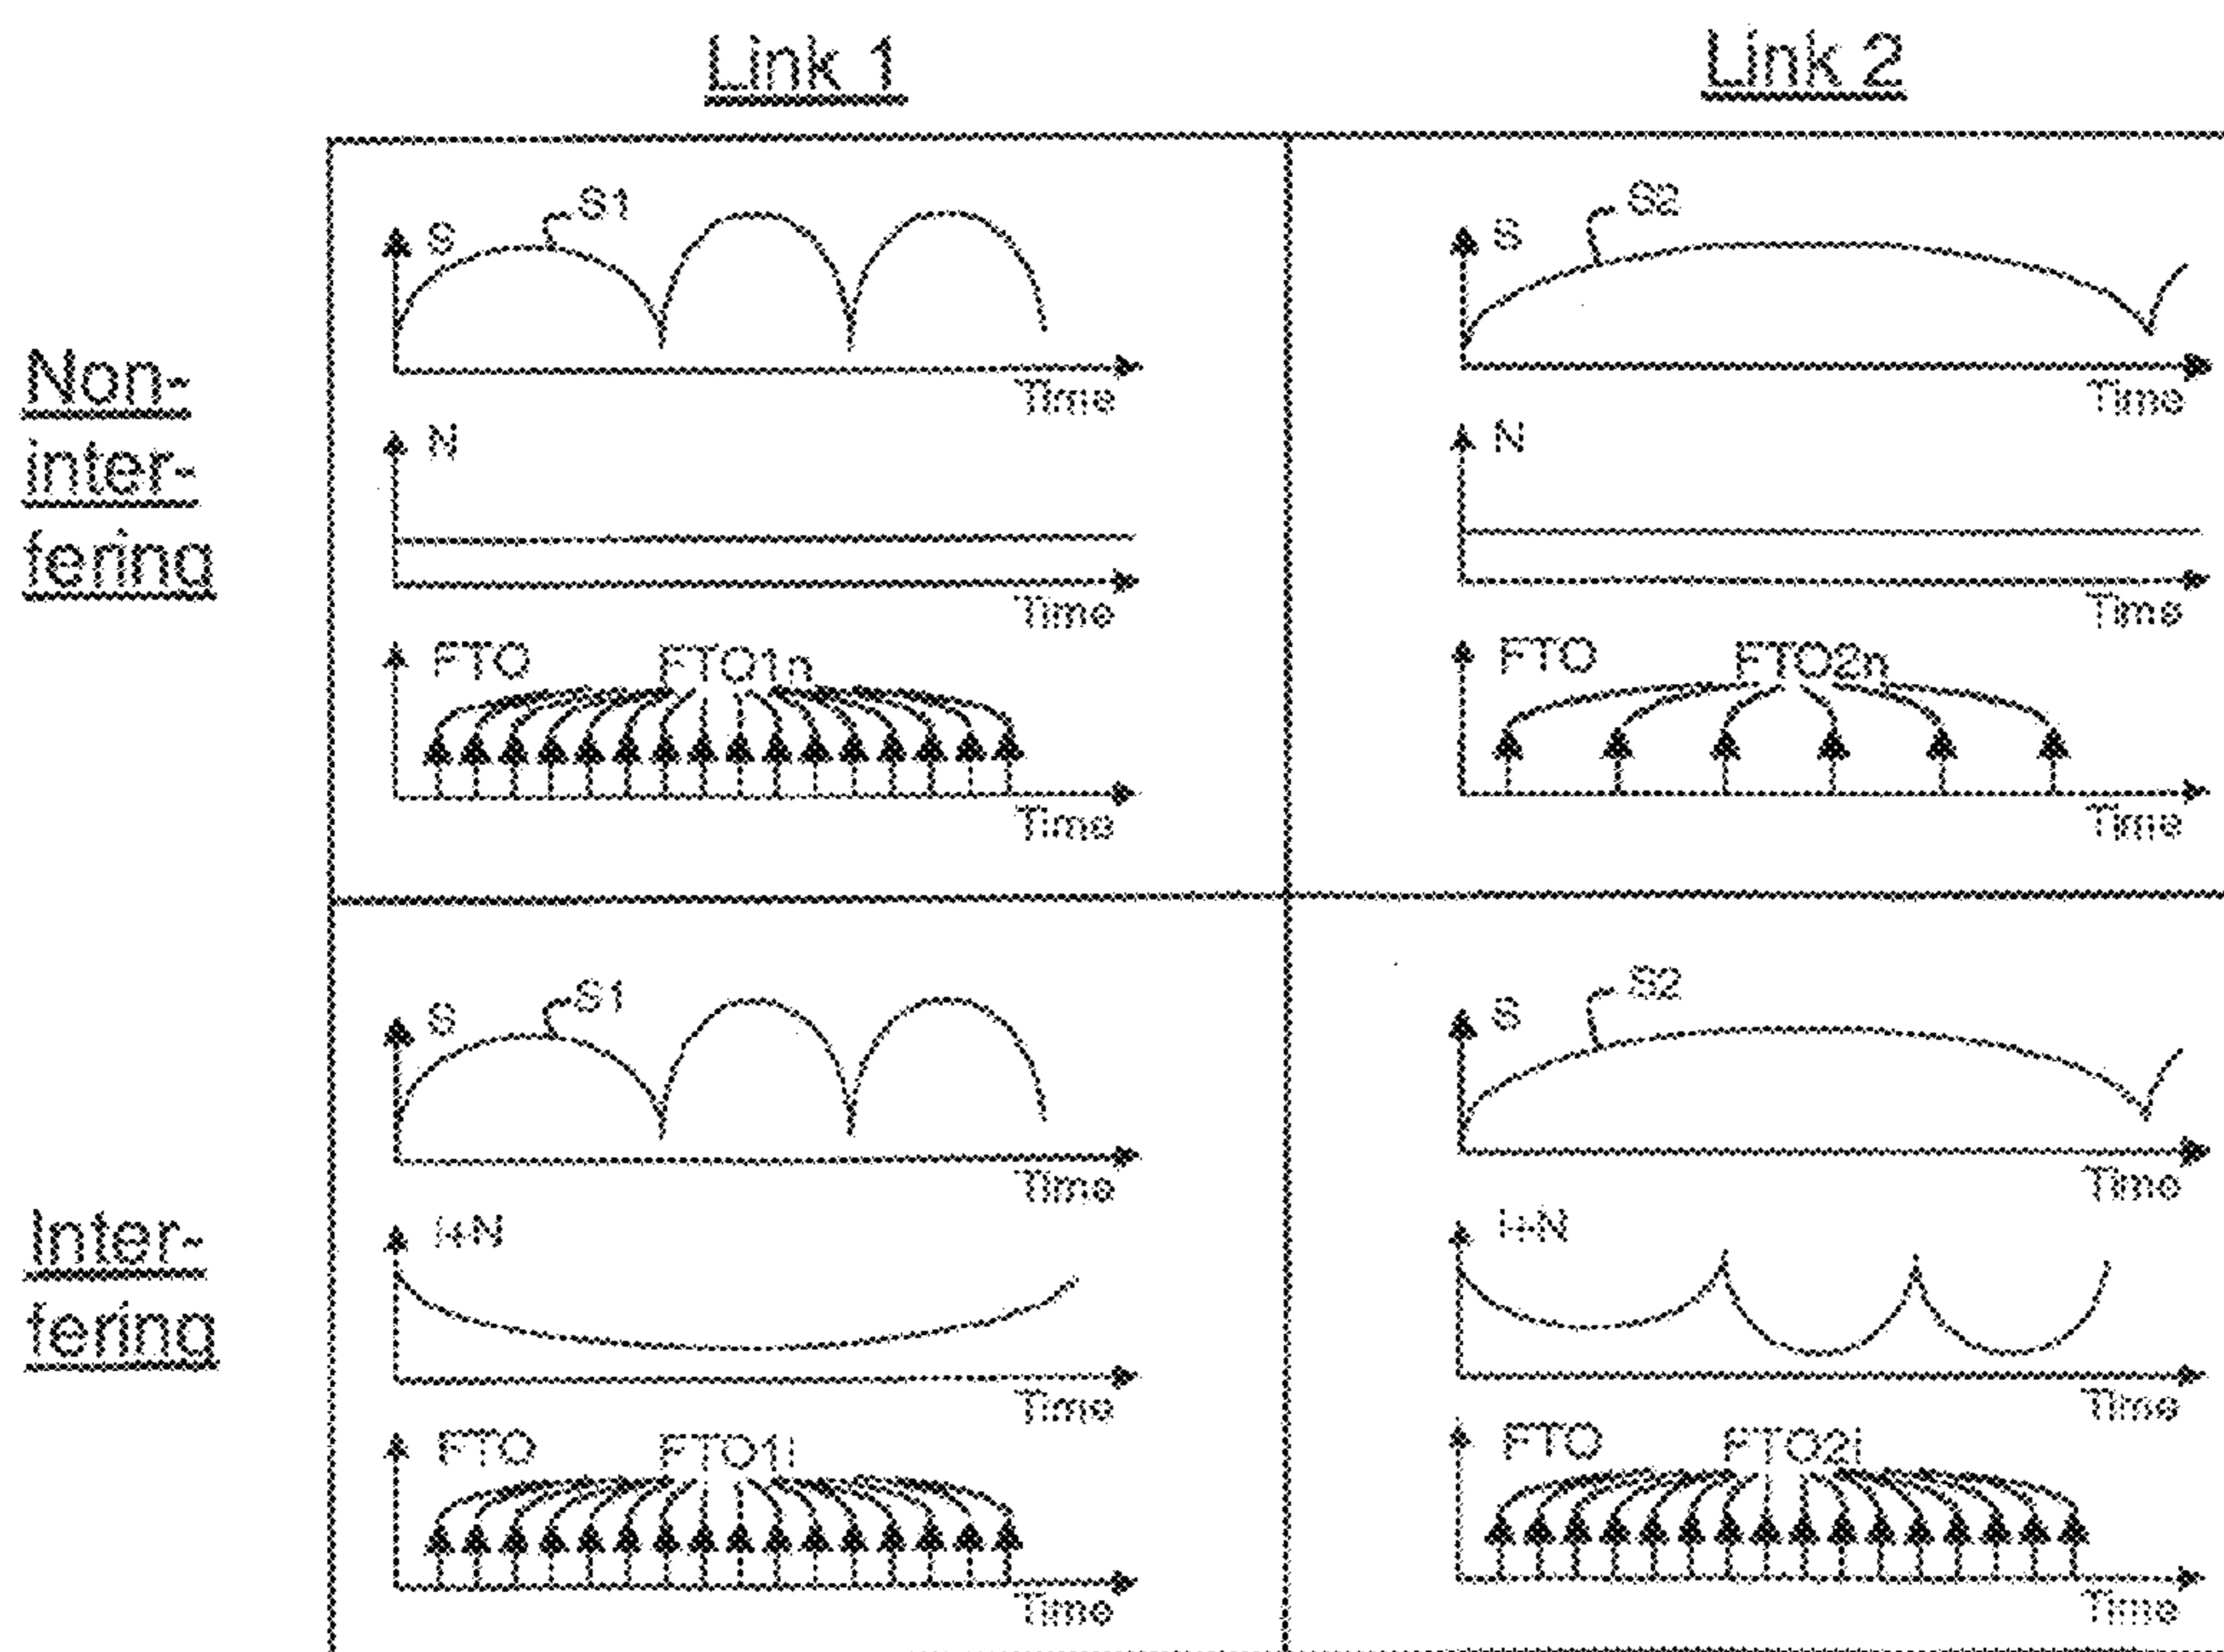 Link 1
Link 2
Non-
inter-
fering
S
S1
Time
N
Time
FTO
FTO1n
Time
S
S2
Time
N
Time
FTO
FTO2n
Time
Inter-
fering
S
S1
Time
I+N
Time
FTO
FTO1i
Time
S
S2
Time
I+N
Time
FTO
FTO2i
Time